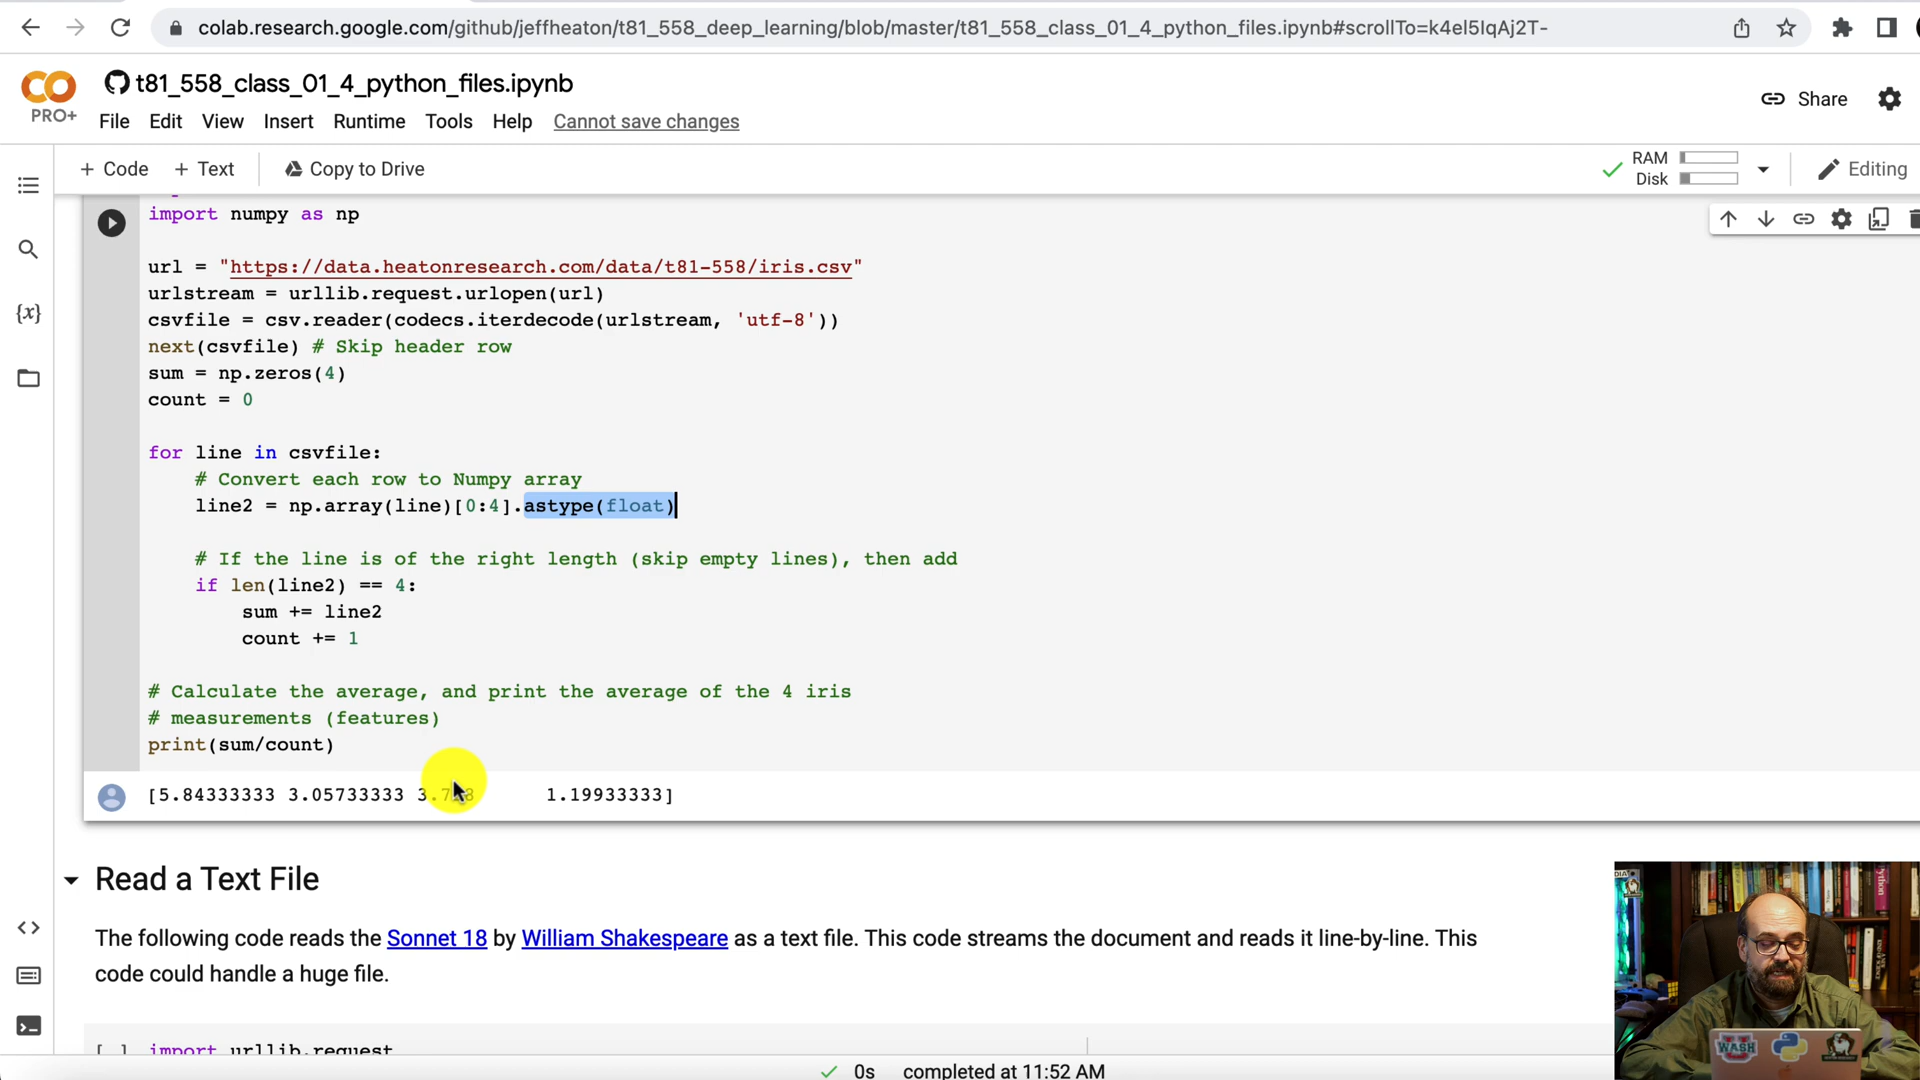 colab.research.google.com/github/jeffheaton/t81_558_deep_learning/blob/master/t81_558_class_01_4_python_files.ipynb#scrollTo=k4el5IqAj2T-
CO
PRO+
t81_558_class_01_4_python_files.ipynb
Share
File Edit View Insert Runtime Tools Help Cannot save changes
+ Code + Text Copy to Drive
RAM
Disk
Editing
import numpy as np
url = "https://data.heatonresearch.com/data/t81-558/iris.csv"
urlstream = urllib.request.urlopen(url)
csvfile = csv.reader(codecs.iterdecode(urlstream, 'utf-8'))
next(csvfile) # Skip header row
sum = np.zeros(4)
count = 0
for line in csvfile:
# Convert each row to Numpy array
line2 = np.array(line)[0:4].astype(float)
# If the line is of the right length (skip empty lines), then add
if len(line2) == 4:
sum += line2
count += 1
# Calculate the average, and print the average of the 4 iris
# measurements (features)
print(sum/count)
[5.84333333 3.05733333 3.758 1.19933333]
Read a Text File
The following code reads the Sonnet 18 by William Shakespeare as a text file. This code streams the document and reads it line-by-line. This
code could handle a huge file.
[ ] import urllib.request
0s completed at 11:52 AM
WASH